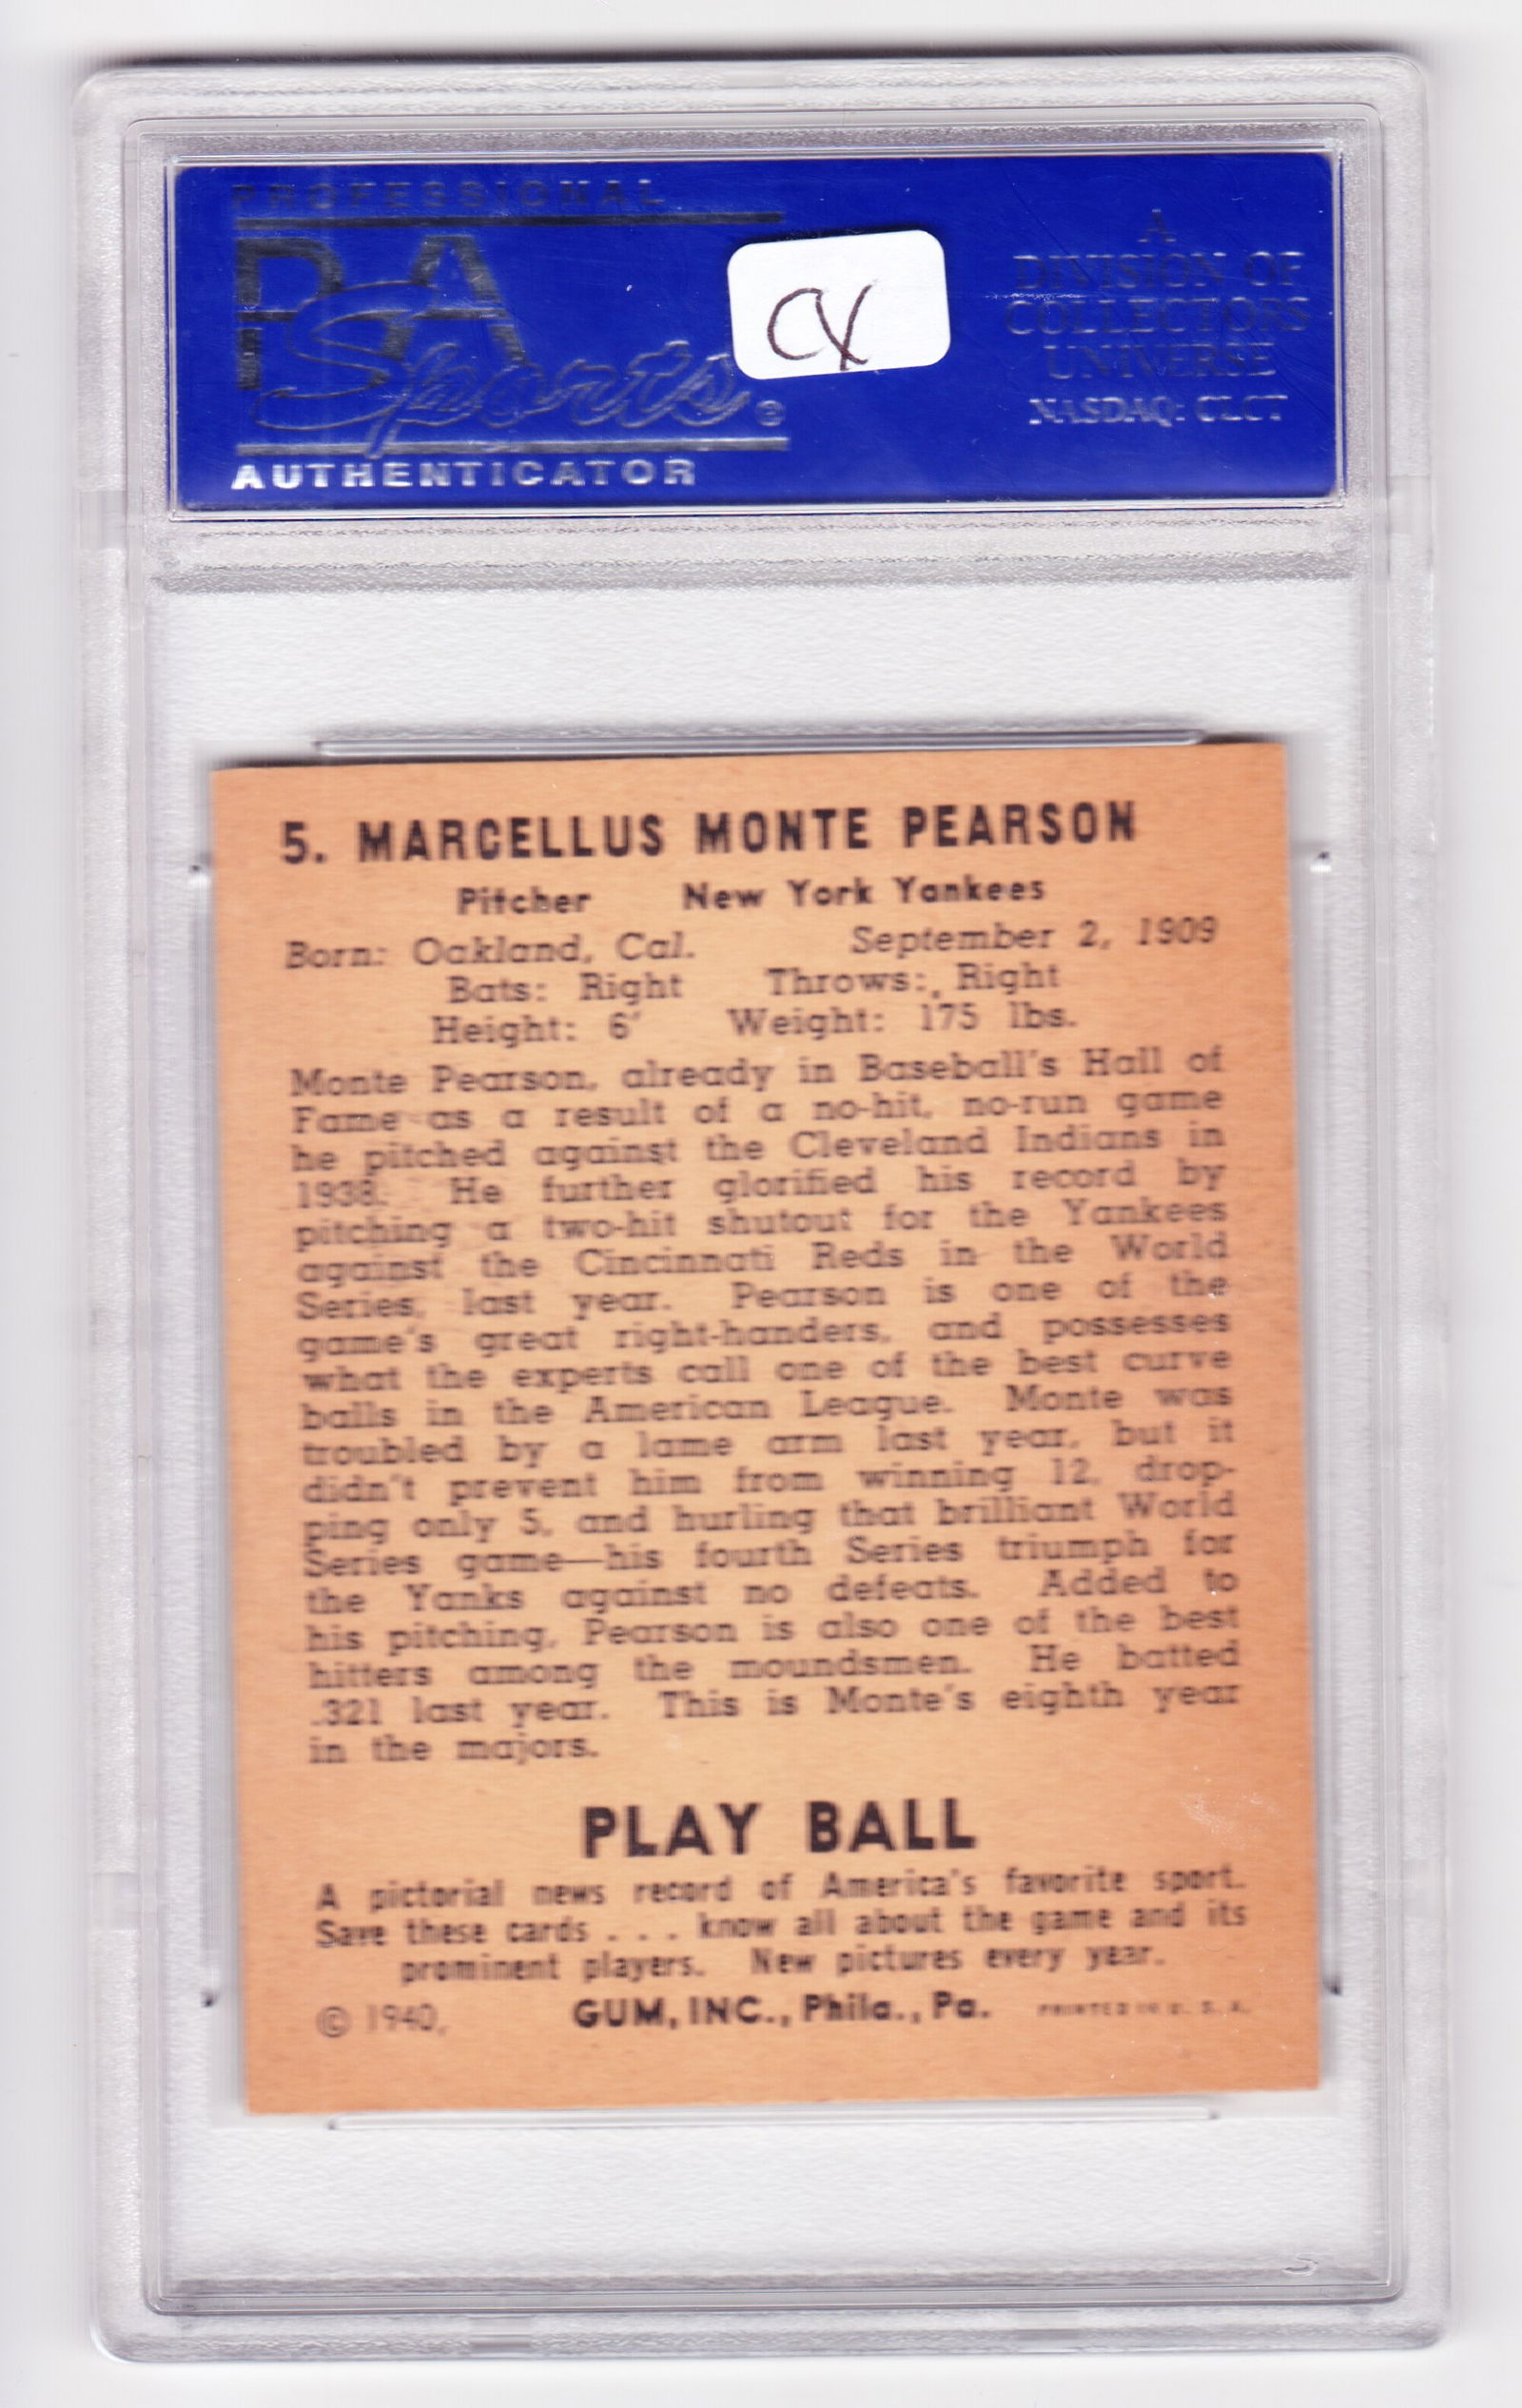 PROFESSIONAL
PSA
Sports
AUTHENTICATOR
CX
A
DIVISION OF
COLLECTORS
UNIVERSE
NASDAQ: CLCT
5. MARCELLUS MONTE PEARSON
Pitcher New York Yankees
Born: Oakland, Cal. September 2, 1909
Bats: Right Throws: Right
Height: 6' Weight: 175 lbs.
Monte Pearson, already in Baseball's Hall of
Fame as a result of a no-hit, no-run game
he pitched against the Cleveland Indians in
1938. He further glorified his record by
pitching a two-hit shutout for the Yankees
against the Cincinnati Reds in the World
Series, last year. Pearson is one of the
game's great right-handers, and possesses
what the experts call one of the best curve
balls in the American League. Monte was
troubled by a lame arm last year, but it
didn't prevent him from winning 12, drop-
ping only 5, and hurling that brilliant World
Series game—his fourth Series triumph for
the Yanks against no defeats. Added to
his pitching, Pearson is also one of the best
hitters among the moundsmen. He batted
.321 last year. This is Monte's eighth year
in the majors.
PLAY BALL
A pictorial news record of America's favorite sport.
Save these cards . . . know all about the game and its
prominent players. New pictures every year.
© 1940, GUM, INC., Phila., Pa. PRINTED IN U. S. A.